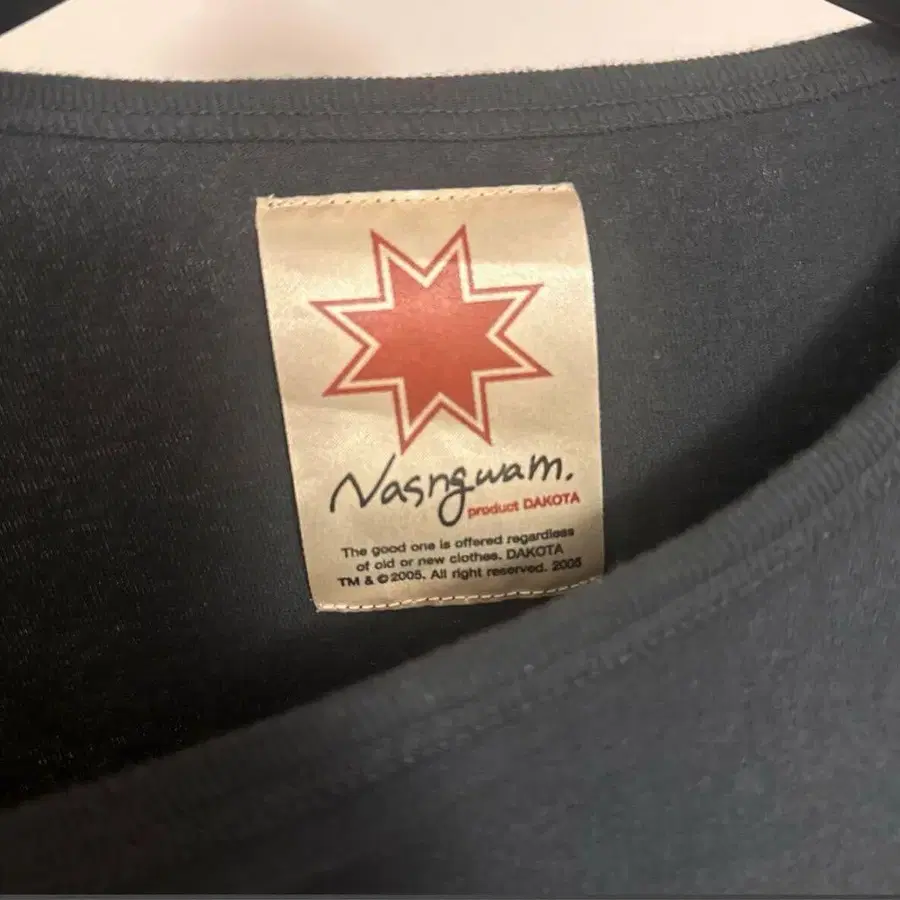 Nasngwam.
product DAKOTA
The good one is offered regardless
of old or new clothes. DAKOTA
TM & ©2005. All right reserved. 2005